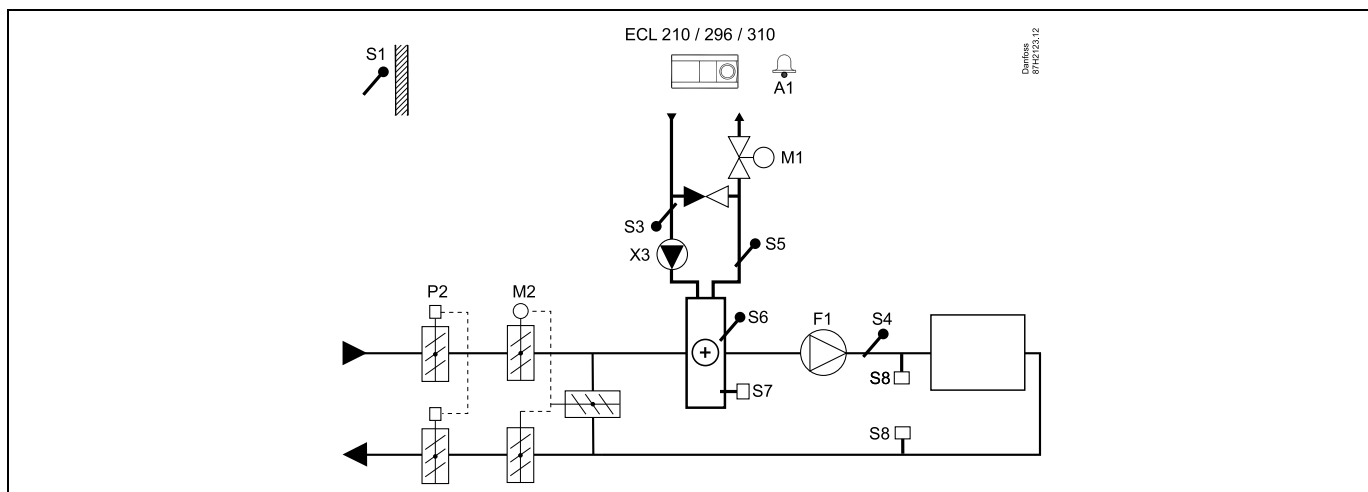 ECL 210 / 296 / 310
Danfoss
87H2123.12
S1
A1
M1
S3
S5
X3
P2
M2
S6
F1
S4
+
S8
S7
S8